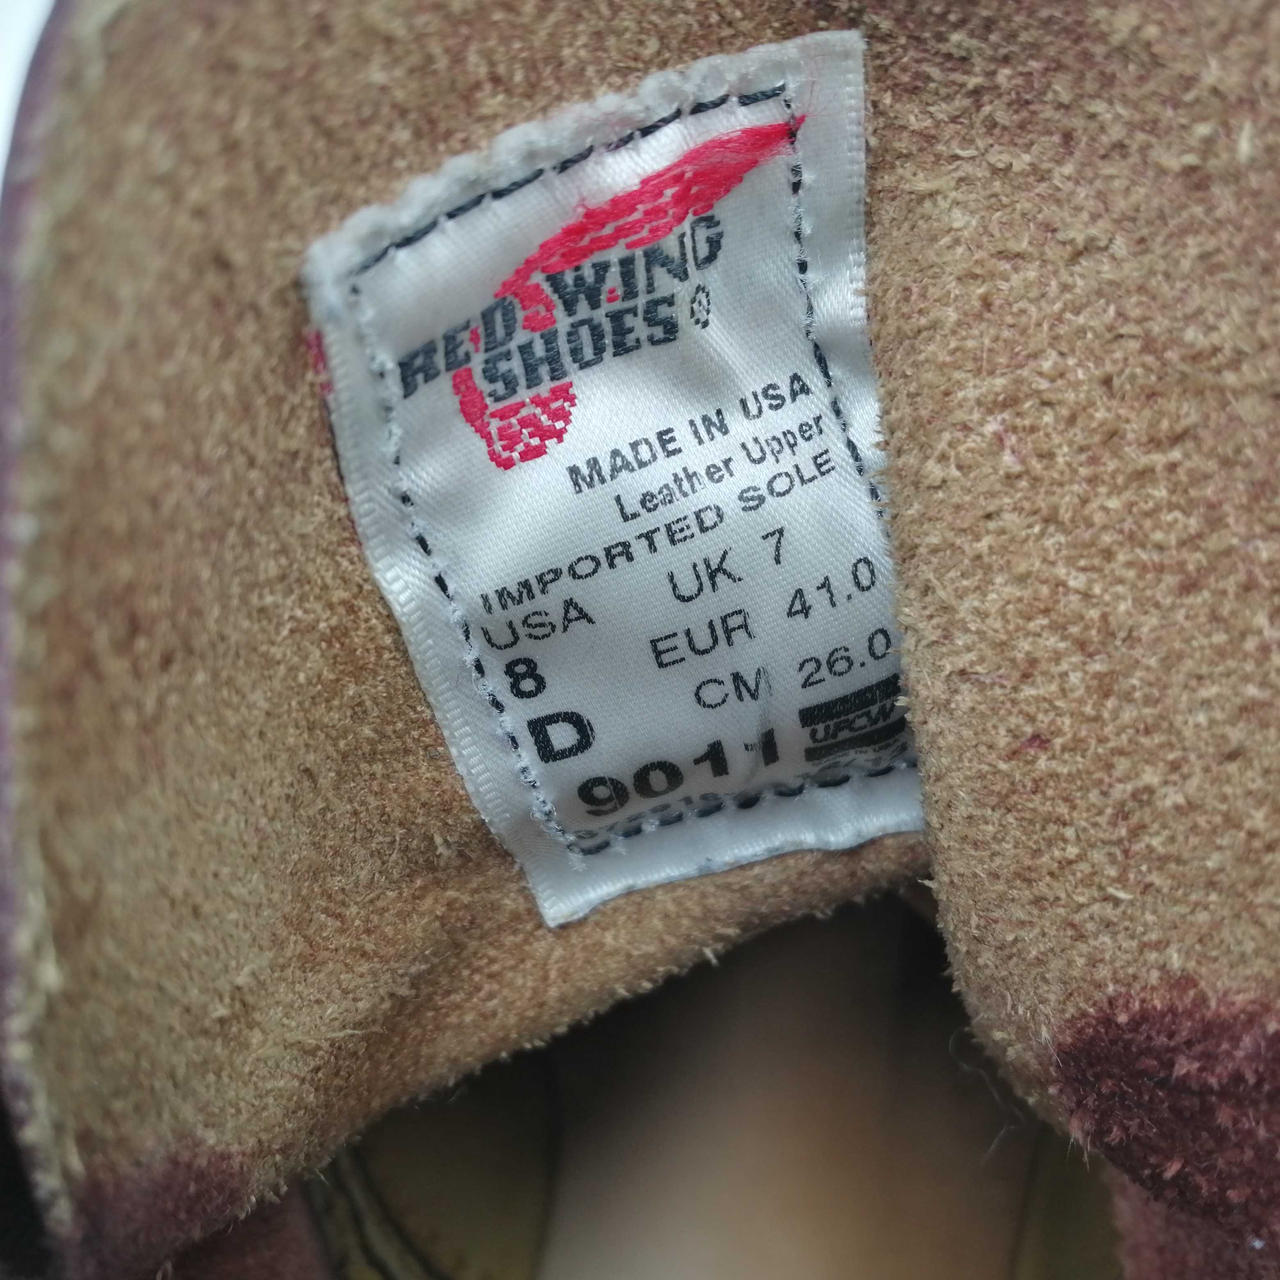 RED WING
SHOES®
MADE IN USA
Leather Upper
IMPORTED SOLE
USA UK 7
8 EUR 41.0
D CM 26.0
9011 UFCW